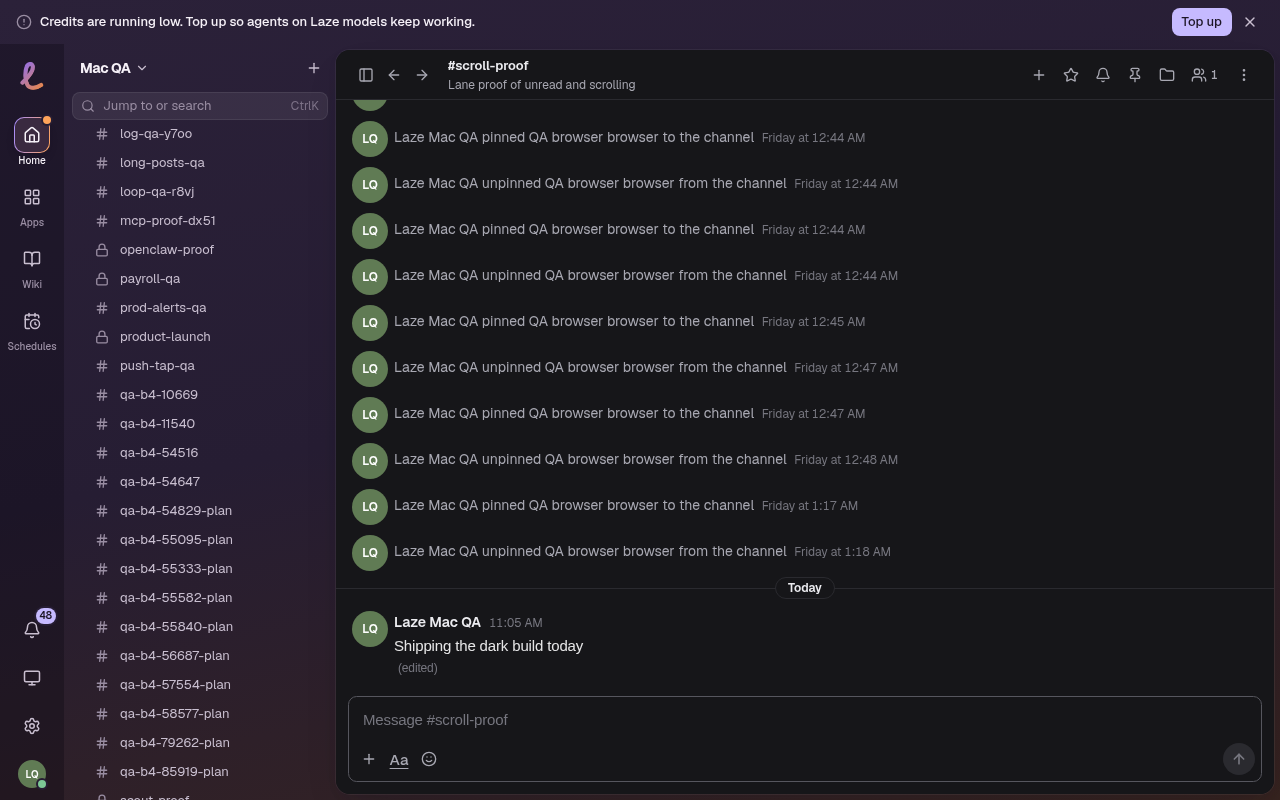 Credits are running low. Top up so agents on Laze models keep working.
Top up
Mac QA
Jump to or search
CtrlK
Home
Apps
Wiki
Schedules
48
LQ
log-qa-y7oo
long-posts-qa
loop-qa-r8vj
mcp-proof-dx51
openclaw-proof
payroll-qa
prod-alerts-qa
product-launch
push-tap-qa
qa-b4-10669
qa-b4-11540
qa-b4-54516
qa-b4-54647
qa-b4-54829-plan
qa-b4-55095-plan
qa-b4-55333-plan
qa-b4-55582-plan
qa-b4-55840-plan
qa-b4-56687-plan
qa-b4-57554-plan
qa-b4-58577-plan
qa-b4-79262-plan
qa-b4-85919-plan
scout-proof
#scroll-proof
Lane proof of unread and scrolling
1
LQ Laze Mac QA pinned QA browser browser to the channel Friday at 12:44 AM
LQ Laze Mac QA unpinned QA browser browser from the channel Friday at 12:44 AM
LQ Laze Mac QA pinned QA browser browser to the channel Friday at 12:44 AM
LQ Laze Mac QA unpinned QA browser browser from the channel Friday at 12:44 AM
LQ Laze Mac QA pinned QA browser browser to the channel Friday at 12:45 AM
LQ Laze Mac QA unpinned QA browser browser from the channel Friday at 12:47 AM
LQ Laze Mac QA pinned QA browser browser to the channel Friday at 12:47 AM
LQ Laze Mac QA unpinned QA browser browser from the channel Friday at 12:48 AM
LQ Laze Mac QA pinned QA browser browser to the channel Friday at 1:17 AM
LQ Laze Mac QA unpinned QA browser browser from the channel Friday at 1:18 AM
Today
LQ Laze Mac QA 11:05 AM
Shipping the dark build today
(edited)
Message #scroll-proof
Aa